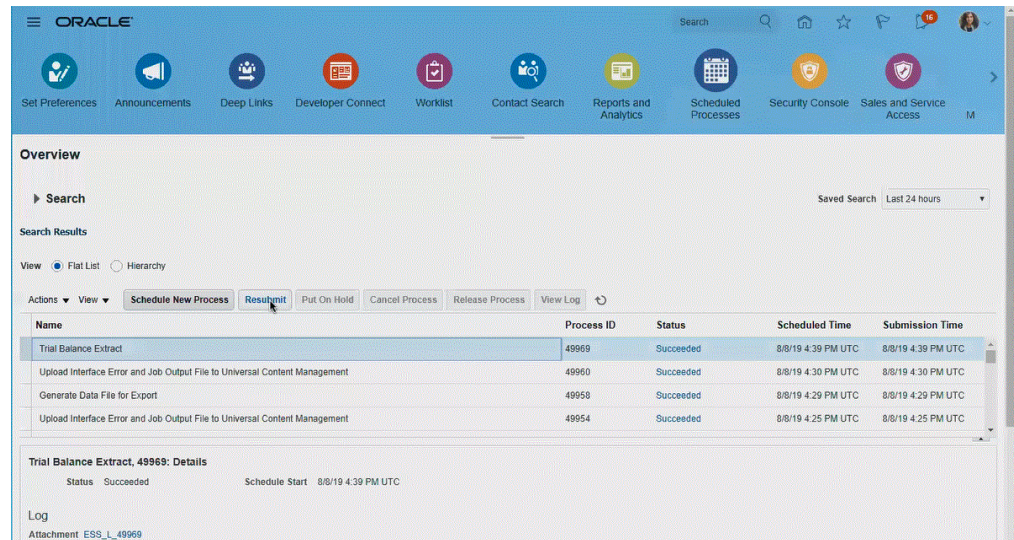 ORACLE
Search
16
Set Preferences
Announcements
Deep Links
Developer Connect
Worklist
Contact Search
Reports and
Analytics
Scheduled
Processes
Security Console
Sales and Service
Access
M
Overview
Search
Saved Search Last 24 hours
Search Results
View Flat List Hierarchy
Actions View Schedule New Process Resubmit Put On Hold Cancel Process Release Process View Log
Name Process ID Status Scheduled Time Submission Time
Trial Balance Extract 49969 Succeeded 8/8/19 4:39 PM UTC 8/8/19 4:39 PM UTC
Upload Interface Error and Job Output File to Universal Content Management 49960 Succeeded 8/8/19 4:30 PM UTC 8/8/19 4:30 PM UTC
Generate Data File for Export 49958 Succeeded 8/8/19 4:29 PM UTC 8/8/19 4:29 PM UTC
Upload Interface Error and Job Output File to Universal Content Management 49954 Succeeded 8/8/19 4:25 PM UTC 8/8/19 4:25 PM UTC
Trial Balance Extract, 49969: Details
Status Succeeded Schedule Start 8/8/19 4:39 PM UTC
Log
Attachment ESS_L_49969